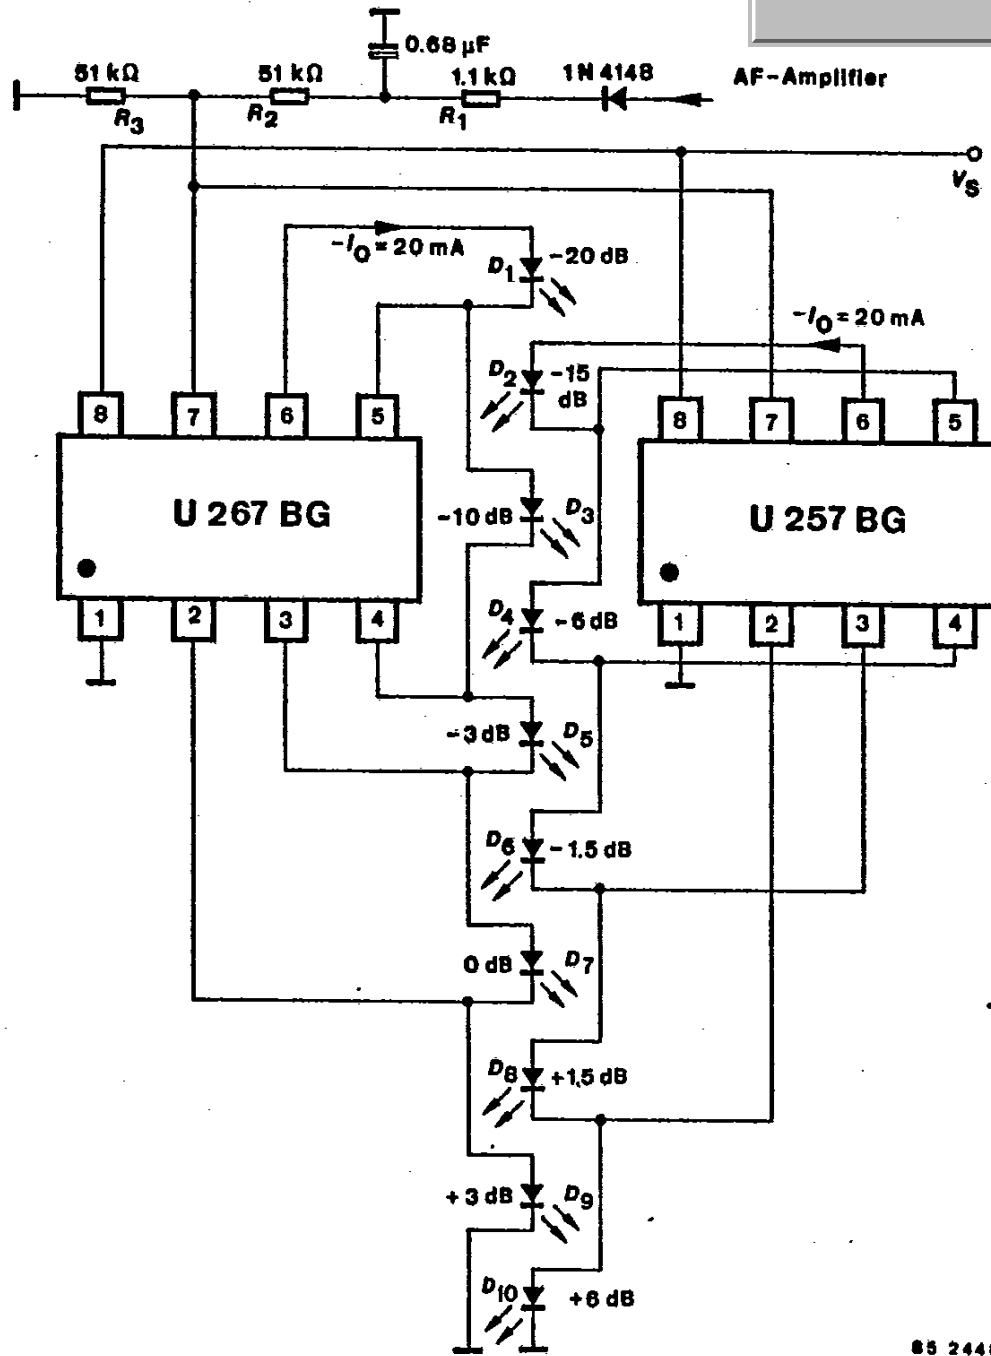 0.68 µF
51 kΩ 51 kΩ 1.1 kΩ 1N 4148 AF-Amplifier
R3 R2 R1
VS
-IO = 20 mA
D1 -20 dB
-IO = 20 mA
D2 -15 dB
8 7 6 5
8 7 6 5
U 267 BG
-10 dB D3
U 257 BG
1 2 3 4
D4 -6 dB
1 2 3 4
-3 dB D5
D6 -1.5 dB
0 dB D7
D8 +1,5 dB
+3 dB D9
D10 +6 dB